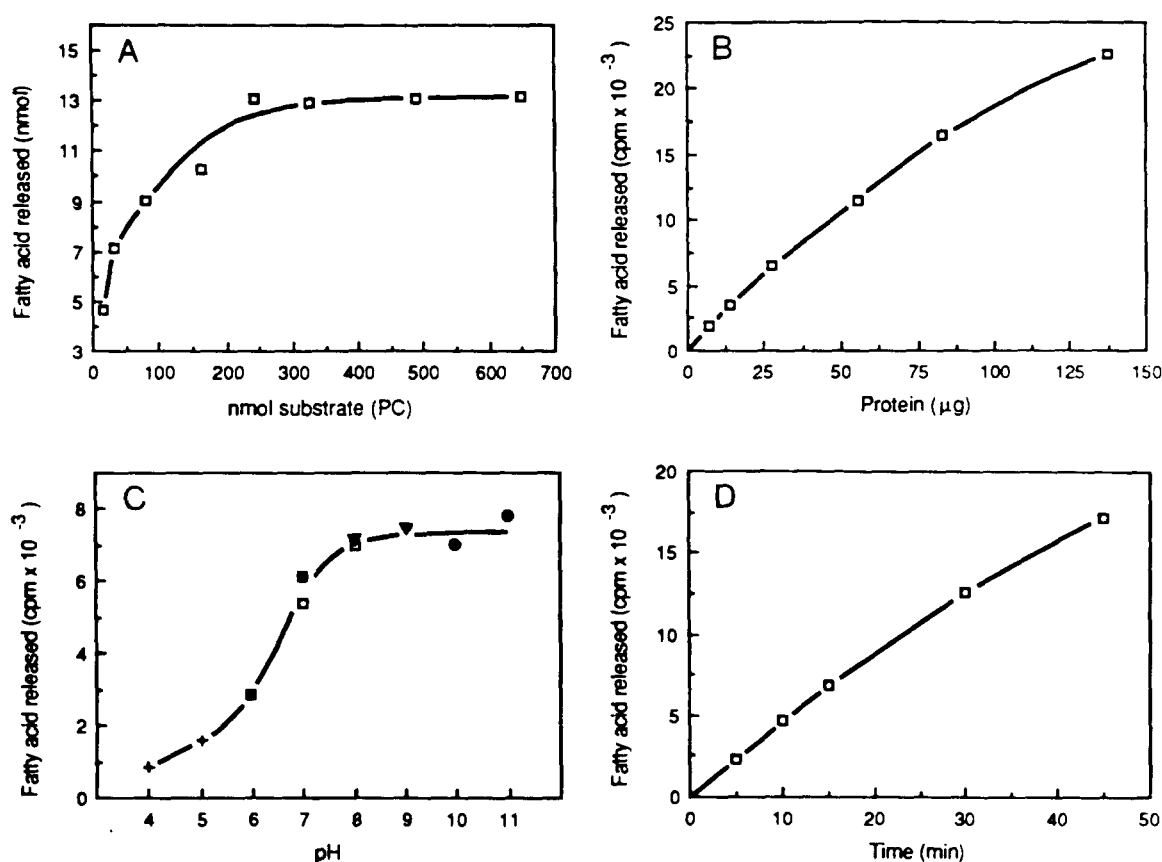 A
Fatty acid released (nmol)
15
13
11
9
7
5
3
0 100 200 300 400 500 600 700
nmol substrate (PC)
B
Fatty acid released (cpm x 10 -3 )
25
20
15
10
5
0
0 25 50 75 100 125 150
Protein (µg)
C
Fatty acid released (cpm x 10 -3 )
8
6
4
2
0
4 5 6 7 8 9 10 11
pH
D
Fatty acid released (cpm x 10 -3 )
20
15
10
5
0
0 10 20 30 40 50
Time (min)